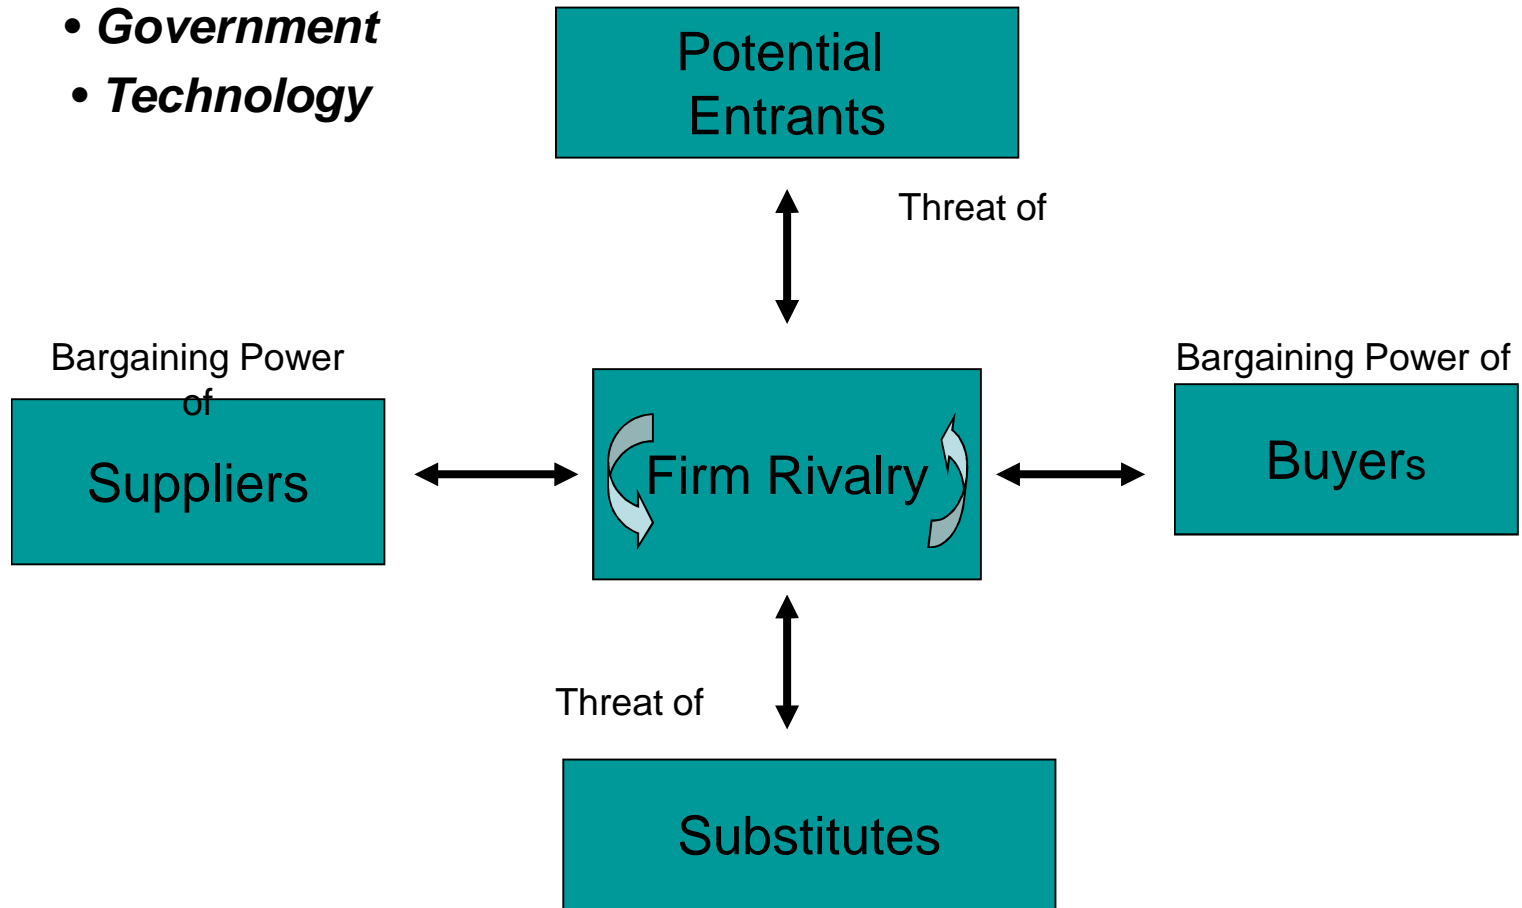 • Government
• Technology
Potential
Entrants
Threat of
Bargaining Power
of
Suppliers
Firm Rivalry
Bargaining Power of
Buyers
Threat of
Substitutes